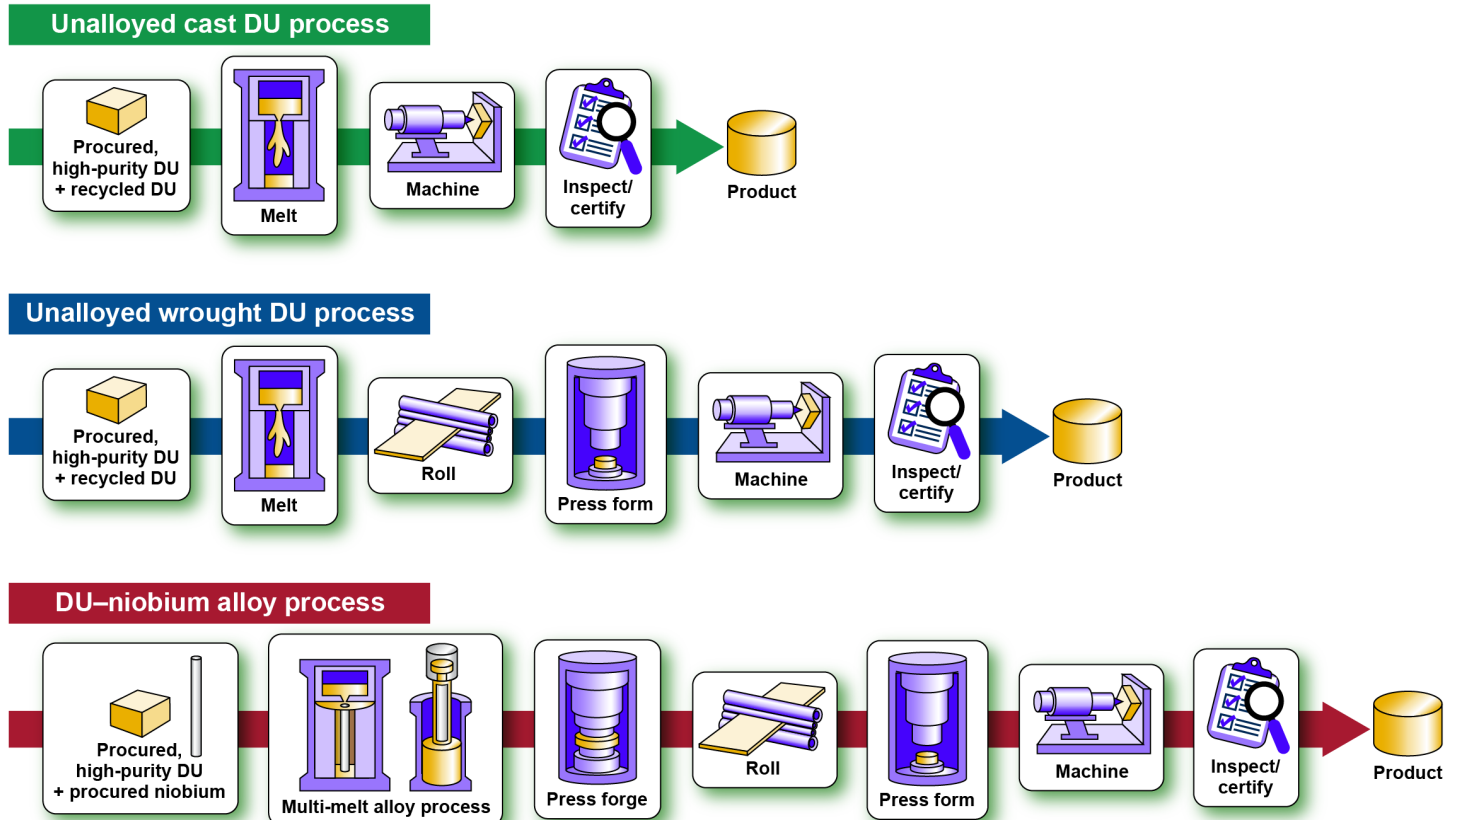 Unalloyed cast DU process
Procured,
high-purity DU
+ recycled DU
Melt
Machine
Inspect/
certify
Product
Unalloyed wrought DU process
Procured,
high-purity DU
+ recycled DU
Melt
Roll
Press form
Machine
Inspect/
certify
Product
DU–niobium alloy process
Procured,
high-purity DU
+ procured niobium
Multi-melt alloy process
Press forge
Roll
Press form
Machine
Inspect/
certify
Product